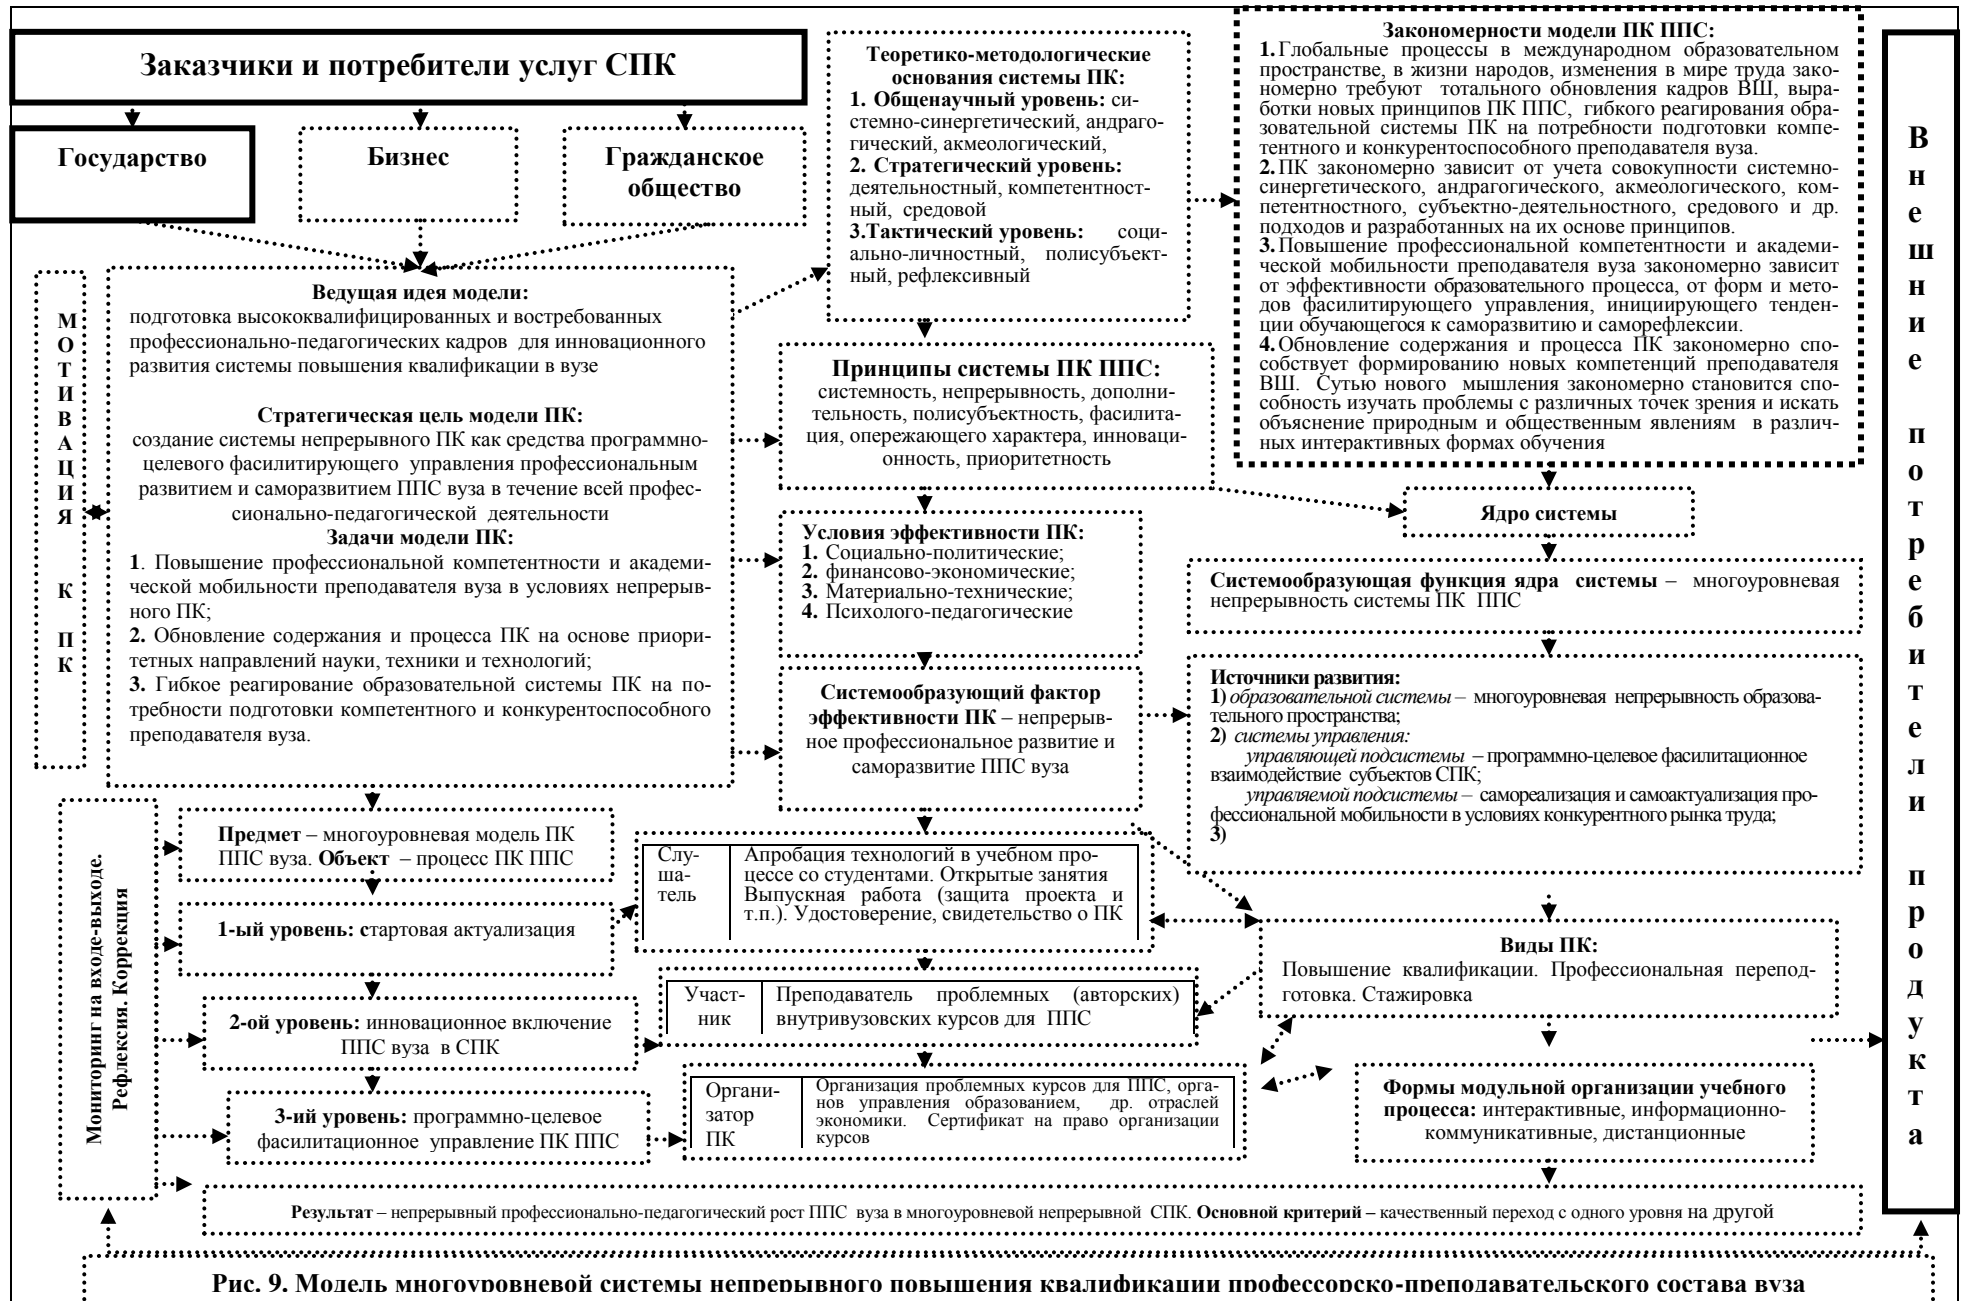 Заказчики и потребители услуг СПК
Государство
Бизнес
Гражданское
общество
Теоретико-методологические
основания системы ПК:
1. Общенаучный уровень: си-
стемно-синергетический, андраго-
гический, акмеологический,
2. Стратегический уровень:
деятельностный, компетентност-
ный, средовой
3.Тактический уровень: соци-
ально-личностный, полисубъект-
ный, рефлексивный
Закономерности модели ПК ППС:
1. Глобальные процессы в международном образовательном
пространстве, в жизни народов, изменения в мире труда зако-
номерно требуют тотального обновления кадров ВШ, выра-
ботки новых принципов ПК ППС, гибкого реагирования обра-
зовательной системы ПК на потребности подготовки компе-
тентного и конкурентоспособного преподавателя вуза.
2. ПК закономерно зависит от учета совокупности системно-
синергетического, андрагогического, акмеологического, ком-
петентностного, субъектно-деятельностного, средового и др.
подходов и разработанных на их основе принципов.
3. Повышение профессиональной компетентности и академи-
ческой мобильности преподавателя вуза закономерно зависит
от эффективности образовательного процесса, от форм и мето-
дов фасилитирующего управления, инициирующего тенден-
ции обучающегося к саморазвитию и саморефлексии.
4. Обновление содержания и процесса ПК закономерно спо-
собствует формированию новых компетенций преподавателя
ВШ. Сутью нового мышления закономерно становится спо-
собность изучать проблемы с различных точек зрения и искать
объяснение природным и общественным явлениям в различ-
ных интерактивных формах обучения
Внешние потребители продукта
МОТИВАЦИЯ К ПК
Ведущая идея модели:
подготовка высококвалифицированных и востребованных
профессионально-педагогических кадров для инновационного
развития системы повышения квалификации в вузе
Стратегическая цель модели ПК:
создание системы непрерывного ПК как средства программно-
целевого фасилитирующего управления профессиональным
развитием и саморазвитием ППС вуза в течение всей профес-
сионально-педагогической деятельности
Задачи модели ПК:
1. Повышение профессиональной компетентности и академи-
ческой мобильности преподавателя вуза в условиях непрерыв-
ного ПК;
2. Обновление содержания и процесса ПК на основе приори-
тетных направлений науки, техники и технологий;
3. Гибкое реагирование образовательной системы ПК на по-
требности подготовки компетентного и конкурентоспособного
преподавателя вуза.
Принципы системы ПК ППС:
системность, непрерывность, дополни-
тельность, полисубъектность, фасилита-
ция, опережающего характера, инноваци-
онность, приоритетность
Условия эффективности ПК:
1. Социально-политические;
2. финансово-экономические;
3. Материально-технические;
4. Психолого-педагогические
Системообразующий фактор
эффективности ПК – непрерыв-
ное профессиональное развитие и
саморазвитие ППС вуза
Ядро системы
Системообразующая функция ядра системы – многоуровневая
непрерывность системы ПК ППС
Источники развития:
1) образовательной системы – многоуровневая непрерывность образова-
тельного пространства;
2) системы управления:
управляющей подсистемы – программно-целевое фасилитационное
взаимодействие субъектов СПК;
управляемой подсистемы – самореализация и самоактуализация про-
фессиональной мобильности в условиях конкурентного рынка труда;
3)
Мониторинг на входе-выходе.
Рефлексия. Коррекция
Предмет – многоуровневая модель ПК
ППС вуза. Объект – процесс ПК ППС
1-ый уровень: стартовая актуализация
2-ой уровень: инновационное включение
ППС вуза в СПК
3-ий уровень: программно-целевое
фасилитационное управление ПК ППС
Слу-
ша-
тель
Апробация технологий в учебном про-
цессе со студентами. Открытые занятия
Выпускная работа (защита проекта и
т.п.). Удостоверение, свидетельство о ПК
Участ-
ник
Преподаватель проблемных (авторских)
внутривузовских курсов для ППС
Органи-
затор
ПК
Организация проблемных курсов для ППС, орга-
нов управления образованием, др. отраслей
экономики. Сертификат на право организации
курсов
Виды ПК:
Повышение квалификации. Профессиональная перепод-
готовка. Стажировка
Формы модульной организации учебного
процесса: интерактивные, информационно-
коммуникативные, дистанционные
Результат – непрерывный профессионально-педагогический рост ППС вуза в многоуровневой непрерывной СПК. Основной критерий – качественный переход с одного уровня на другой
Рис. 9. Модель многоуровневой системы непрерывного повышения квалификации профессорско-преподавательского состава вуза